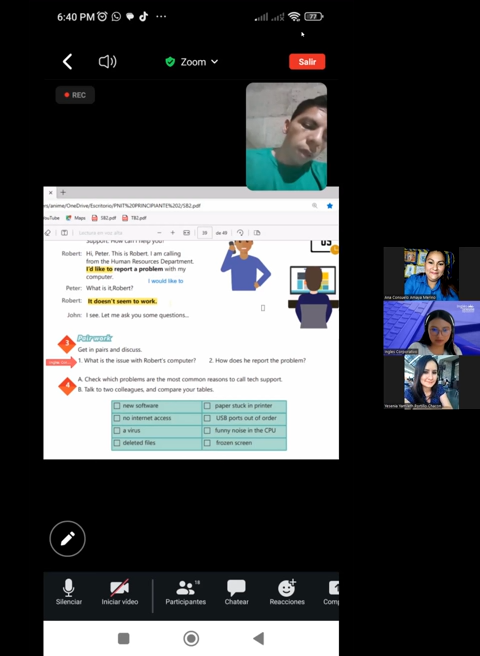 6:40 PM
77
Zoom
Salir
REC
s/anime/OneDrive/Escritorio/PNIT%20PRINCIPIANTE%202/SB2.pdf
YouTube Maps SB2.pdf TB2.pdf
39 de 49
Support. How can I help you?
Robert: Hi, Peter. This is Robert. I am calling
from the Human Resources Department.
I'd like to report a problem with my
computer.
I would like to
Peter: What is it,Robert?
Robert: It doesn't seem to work.
John: I see. Let me ask you some questions...
US
3 Pair work
Get in pairs and discuss.
1. What is the issue with Robert's computer? 2. How does he report the problem?
4 A. Check which problems are the most common reasons to call tech support.
B. Talk to two colleagues, and compare your tables.
new software paper stuck in printer
no internet access USB ports out of order
a virus funny noise in the CPU
deleted files frozen screen
Ana Consuelo Amaya Merino
Inglés Corporativo
Silenciar
Iniciar vídeo
18
Participantes
Chatear
Reacciones
Comp